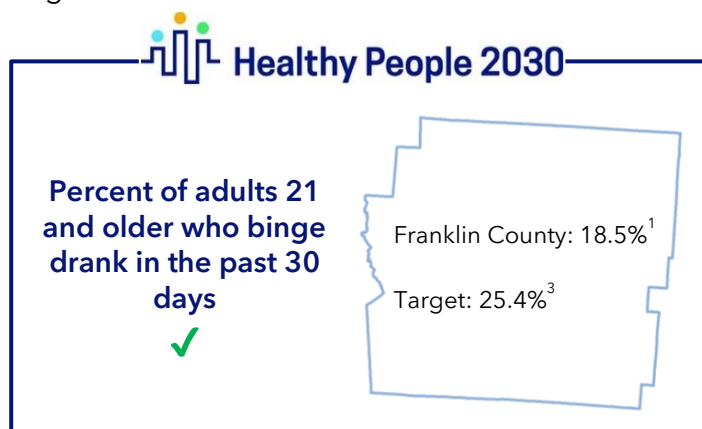 Healthy People 2030
Percent of adults 21
and older who binge
drank in the past 30
days
✓
Franklin County: 18.5%¹
Target: 25.4%³